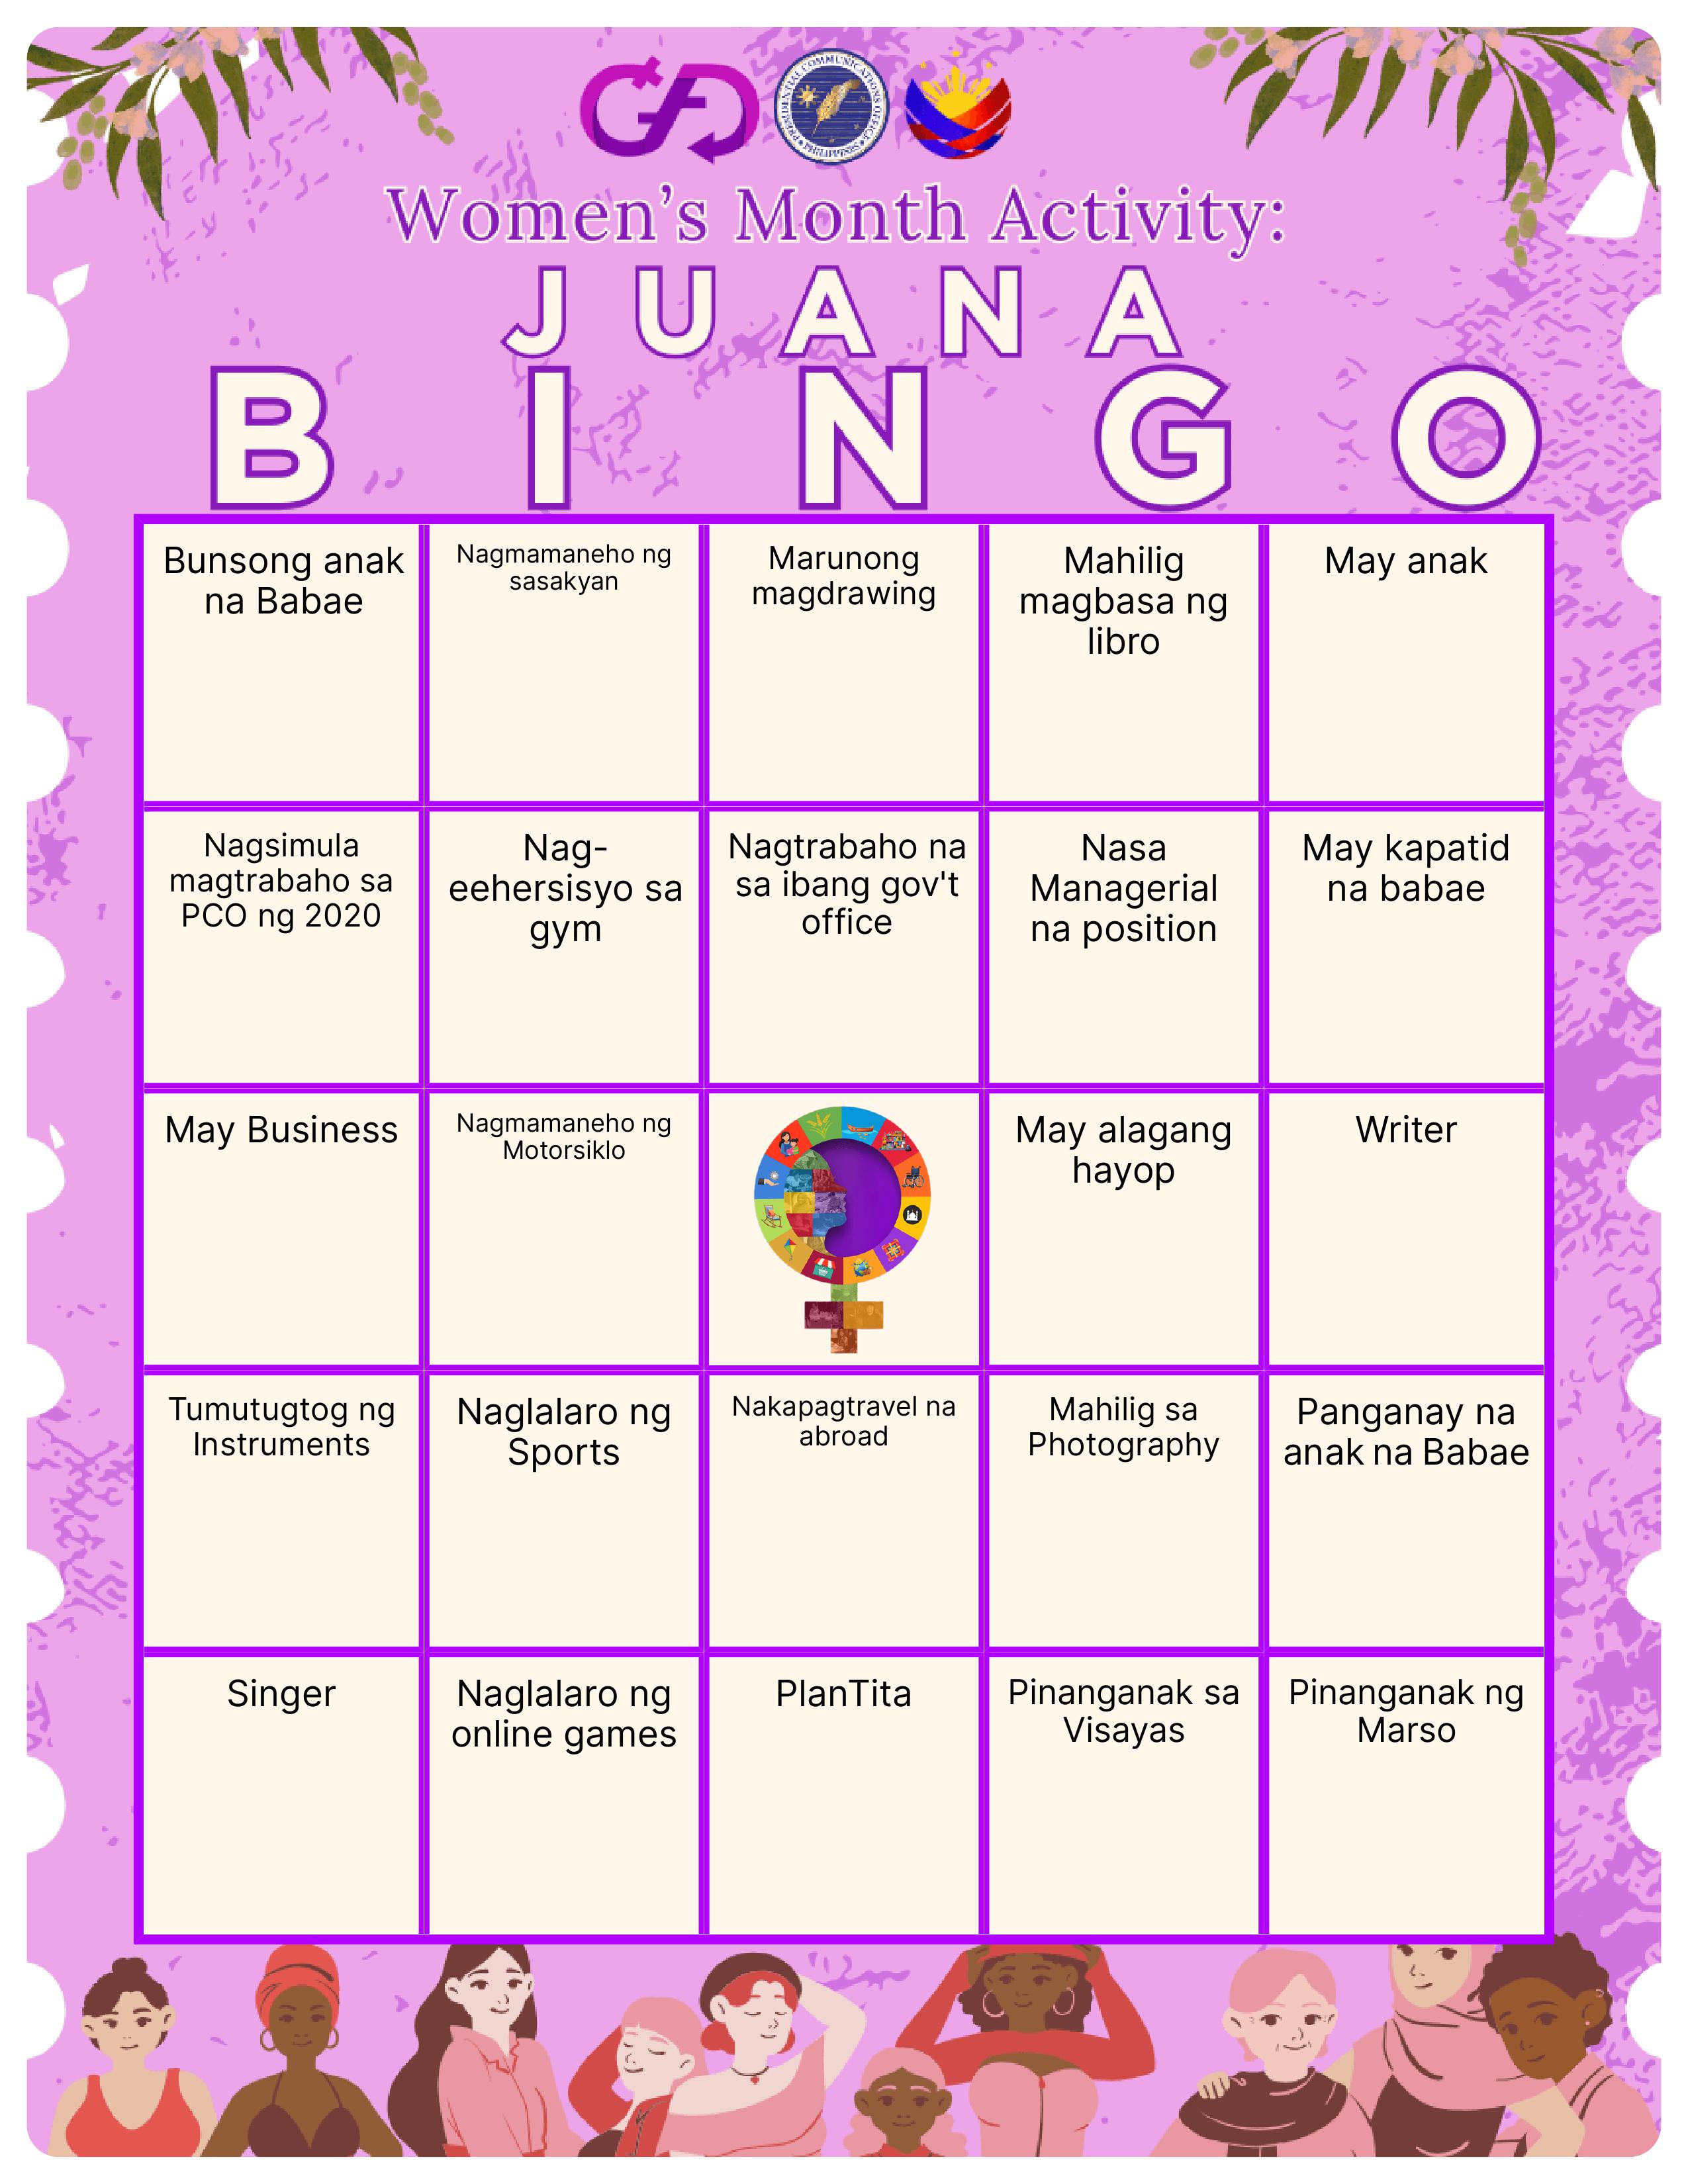 PRESIDENTIAL COMMUNICATIONS OFFICE
PHILIPPINES
Women's Month Activity:
JUANA
BINGO
Bunsong anak
na Babae
Nagmamaneho ng
sasakyan
Marunong
magdrawing
Mahilig
magbasa ng
libro
May anak
Nagsimula
magtrabaho sa
PCO ng 2020
Nag-
eehersisyo sa
gym
Nagtrabaho na
sa ibang gov't
office
Nasa
Managerial
na position
May kapatid
na babae
May Business
Nagmamaneho ng
Motorsiklo
May alagang
hayop
Writer
Tumutugtog ng
Instruments
Naglalaro ng
Sports
Nakapagtravel na
abroad
Mahilig sa
Photography
Panganay na
anak na Babae
Singer
Naglalaro ng
online games
PlanTita
Pinanganak sa
Visayas
Pinanganak ng
Marso